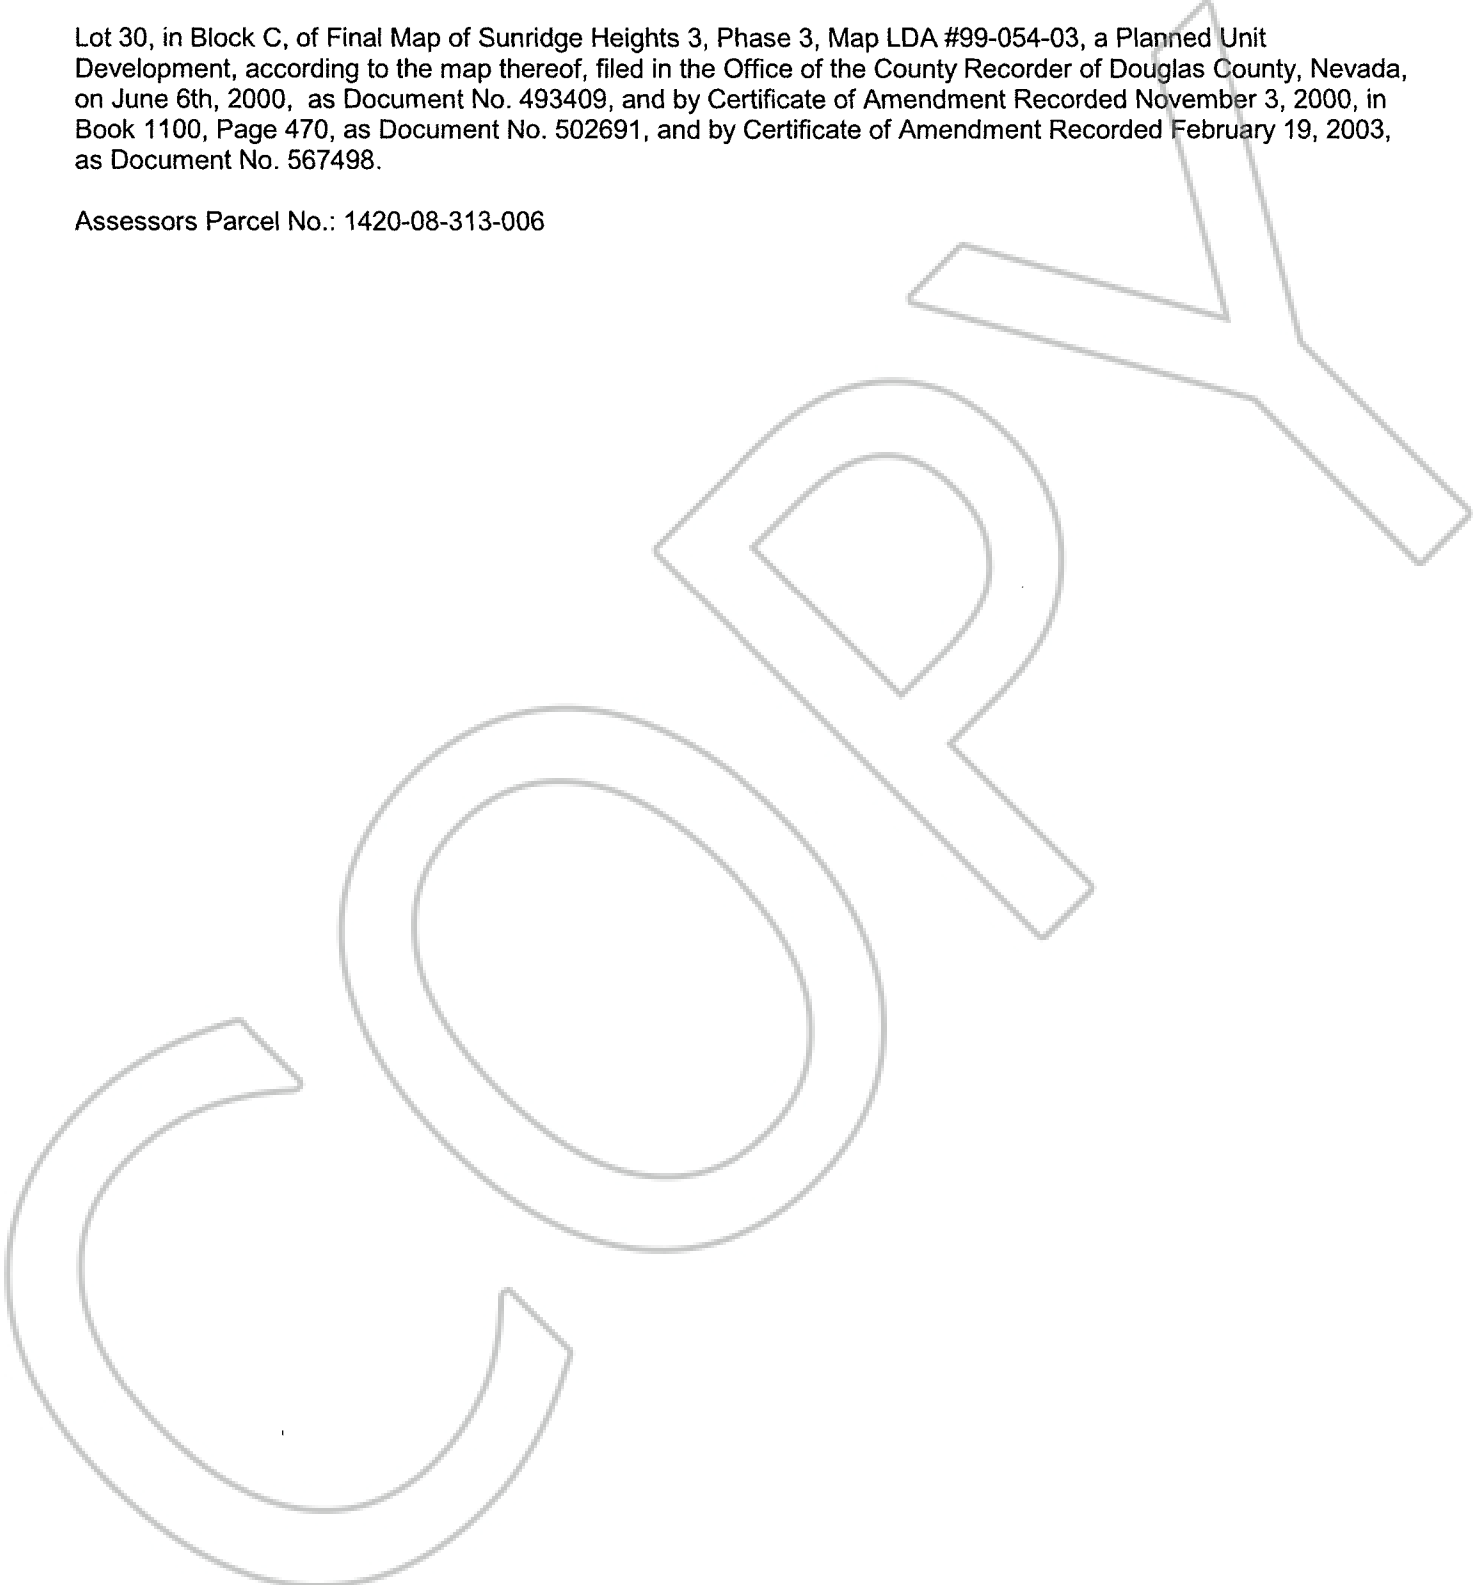 Lot 30, in Block C, of Final Map of Sunridge Heights 3, Phase 3, Map LDA #99-054-03, a Planned Unit
Development, according to the map thereof, filed in the Office of the County Recorder of Douglas County, Nevada,
on June 6th, 2000, as Document No. 493409, and by Certificate of Amendment Recorded November 3, 2000, in
Book 1100, Page 470, as Document No. 502691, and by Certificate of Amendment Recorded February 19, 2003,
as Document No. 567498.
Assessors Parcel No.: 1420-08-313-006
COPY